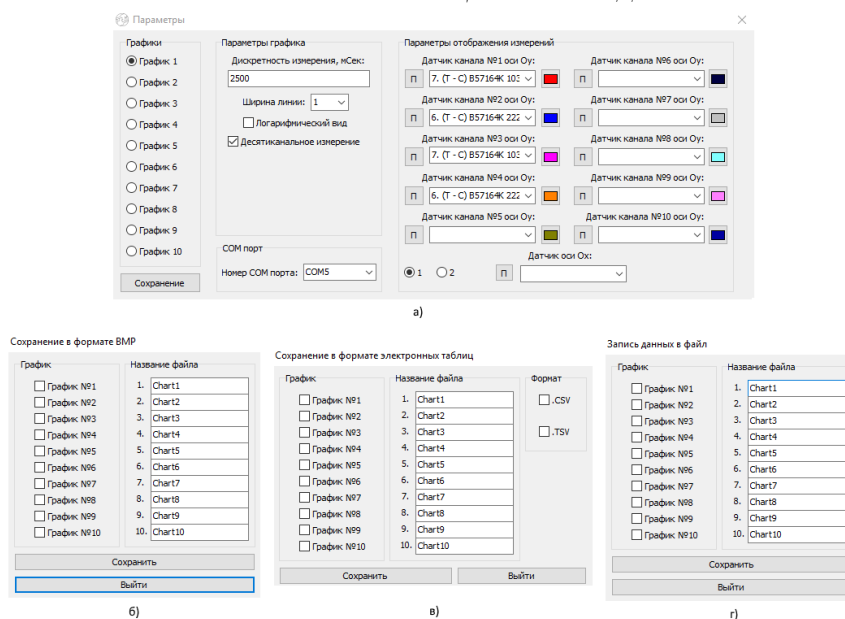 Параметры
Графики
График 1
График 2
График 3
График 4
График 5
График 6
График 7
График 8
График 9
График 10
Сохранение
Параметры графика
Дискретность измерения, мСек:
2500
Ширина линии: 1
Логарифмический вид
Десятиканальное измерение
COM порт
Номер COM порта: COM5
Параметры отображения измерений
Датчик канала №1 оси Oy:
П 7. (T - C) B57164K 103
Датчик канала №2 оси Oy:
П 6. (T - C) B57164K 222
Датчик канала №3 оси Oy:
П 7. (T - C) B57164K 103
Датчик канала №4 оси Oy:
П 6. (T - C) B57164K 222
Датчик канала №5 оси Oy:
П
Датчик канала №6 оси Oy:
П
Датчик канала №7 оси Oy:
П
Датчик канала №8 оси Oy:
П
Датчик канала №9 оси Oy:
П
Датчик канала №10 оси Oy:
П
Датчик оси Ox:
1 2 П
а)
Сохранение в формате BMP
График
График №1
График №2
График №3
График №4
График №5
График №6
График №7
График №8
График №9
График №10
Название файла
1. Chart1
2. Chart2
3. Chart3
4. Chart4
5. Chart5
6. Chart6
7. Chart7
8. Chart8
9. Chart9
10. Chart10
Сохранить
Выйти
б)
Сохранение в формате электронных таблиц
График
График №1
График №2
График №3
График №4
График №5
График №6
График №7
График №8
График №9
График №10
Название файла
1. Chart1
2. Chart2
3. Chart3
4. Chart4
5. Chart5
6. Chart6
7. Chart7
8. Chart8
9. Chart9
10. Chart10
Формат
.CSV
.TSV
Сохранить
Выйти
в)
Запись данных в файл
График
График №1
График №2
График №3
График №4
График №5
График №6
График №7
График №8
График №9
График №10
Название файла
1. Chart1
2. Chart2
3. Chart3
4. Chart4
5. Chart5
6. Chart6
7. Chart7
8. Chart8
9. Chart9
10. Chart10
Сохранить
Выйти
г)